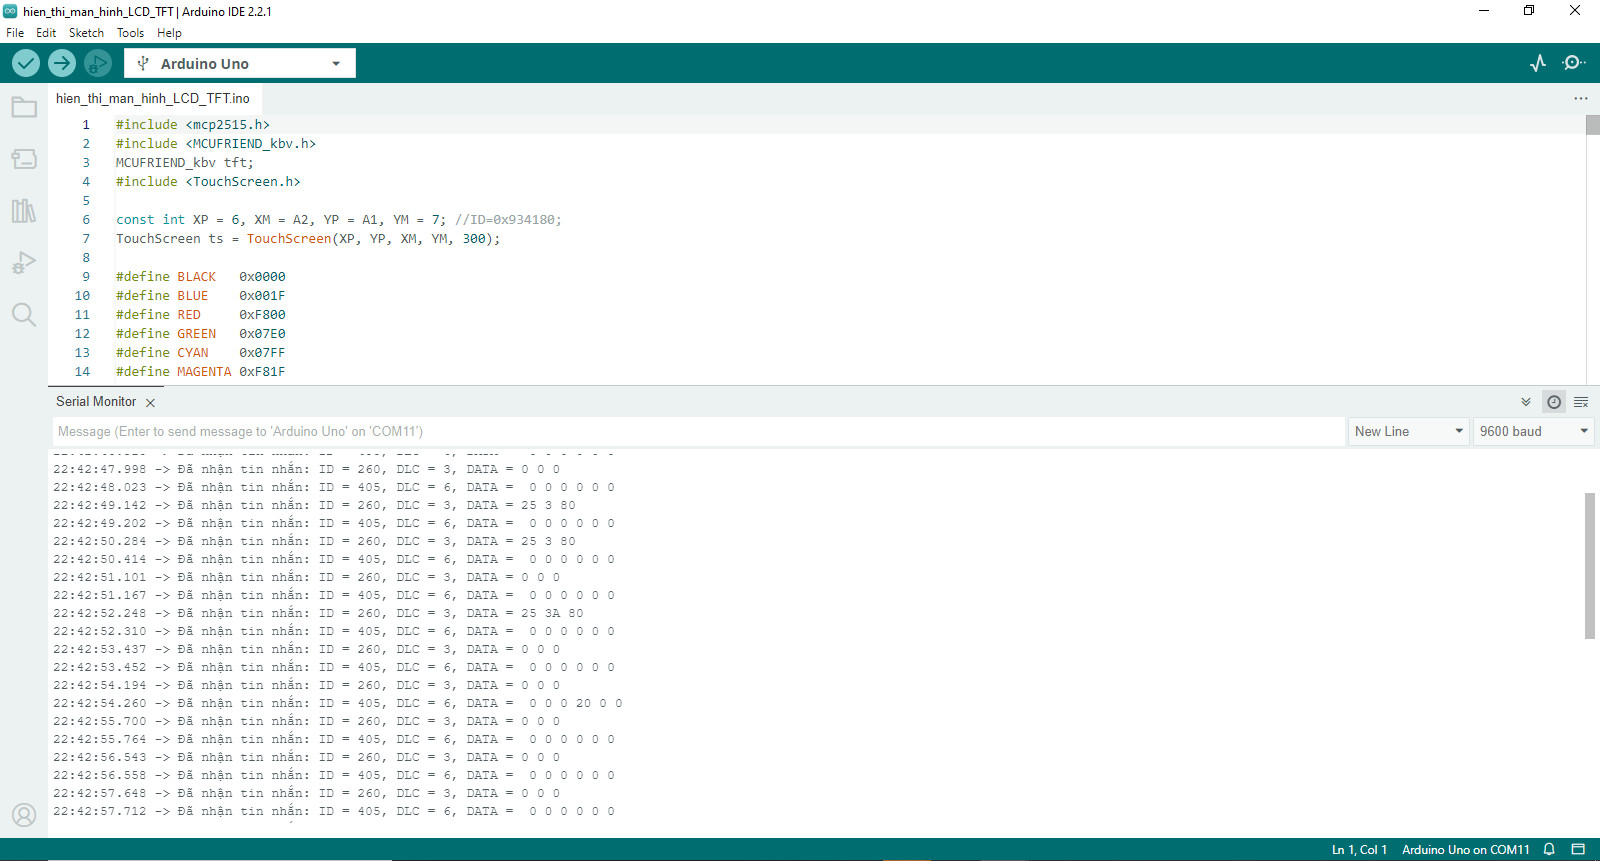 hien_thi_man_hinh_LCD_TFT | Arduino IDE 2.2.1
File Edit Sketch Tools Help
Arduino Uno
hien_thi_man_hinh_LCD_TFT.ino
1 #include <mcp2515.h>
2 #include <MCUFRIEND_kbv.h>
3 MCUFRIEND_kbv tft;
4 #include <TouchScreen.h>
5
6 const int XP = 6, XM = A2, YP = A1, YM = 7; //ID=0x934180;
7 TouchScreen ts = TouchScreen(XP, YP, XM, YM, 300);
8
9 #define BLACK 0x0000
10 #define BLUE 0x001F
11 #define RED 0xF800
12 #define GREEN 0x07E0
13 #define CYAN 0x07FF
14 #define MAGENTA 0xF81F
Serial Monitor
Message (Enter to send message to 'Arduino Uno' on 'COM11')
New Line
9600 baud
22:42:47.998 -> Đã nhận tin nhắn: ID = 260, DLC = 3, DATA = 0 0 0
22:42:48.023 -> Đã nhận tin nhắn: ID = 405, DLC = 6, DATA = 0 0 0 0 0 0
22:42:49.142 -> Đã nhận tin nhắn: ID = 260, DLC = 3, DATA = 25 3 80
22:42:49.202 -> Đã nhận tin nhắn: ID = 405, DLC = 6, DATA = 0 0 0 0 0 0
22:42:50.284 -> Đã nhận tin nhắn: ID = 260, DLC = 3, DATA = 25 3 80
22:42:50.414 -> Đã nhận tin nhắn: ID = 405, DLC = 6, DATA = 0 0 0 0 0 0
22:42:51.101 -> Đã nhận tin nhắn: ID = 260, DLC = 3, DATA = 0 0 0
22:42:51.167 -> Đã nhận tin nhắn: ID = 405, DLC = 6, DATA = 0 0 0 0 0 0
22:42:52.248 -> Đã nhận tin nhắn: ID = 260, DLC = 3, DATA = 25 3A 80
22:42:52.310 -> Đã nhận tin nhắn: ID = 405, DLC = 6, DATA = 0 0 0 0 0 0
22:42:53.437 -> Đã nhận tin nhắn: ID = 260, DLC = 3, DATA = 0 0 0
22:42:53.452 -> Đã nhận tin nhắn: ID = 405, DLC = 6, DATA = 0 0 0 0 0 0
22:42:54.194 -> Đã nhận tin nhắn: ID = 260, DLC = 3, DATA = 0 0 0
22:42:54.260 -> Đã nhận tin nhắn: ID = 405, DLC = 6, DATA = 0 0 0 20 0 0
22:42:55.700 -> Đã nhận tin nhắn: ID = 260, DLC = 3, DATA = 0 0 0
22:42:55.764 -> Đã nhận tin nhắn: ID = 405, DLC = 6, DATA = 0 0 0 0 0 0
22:42:56.543 -> Đã nhận tin nhắn: ID = 260, DLC = 3, DATA = 0 0 0
22:42:56.558 -> Đã nhận tin nhắn: ID = 405, DLC = 6, DATA = 0 0 0 0 0 0
22:42:57.648 -> Đã nhận tin nhắn: ID = 260, DLC = 3, DATA = 0 0 0
22:42:57.712 -> Đã nhận tin nhắn: ID = 405, DLC = 6, DATA = 0 0 0 0 0 0
Ln 1, Col 1 Arduino Uno on COM11